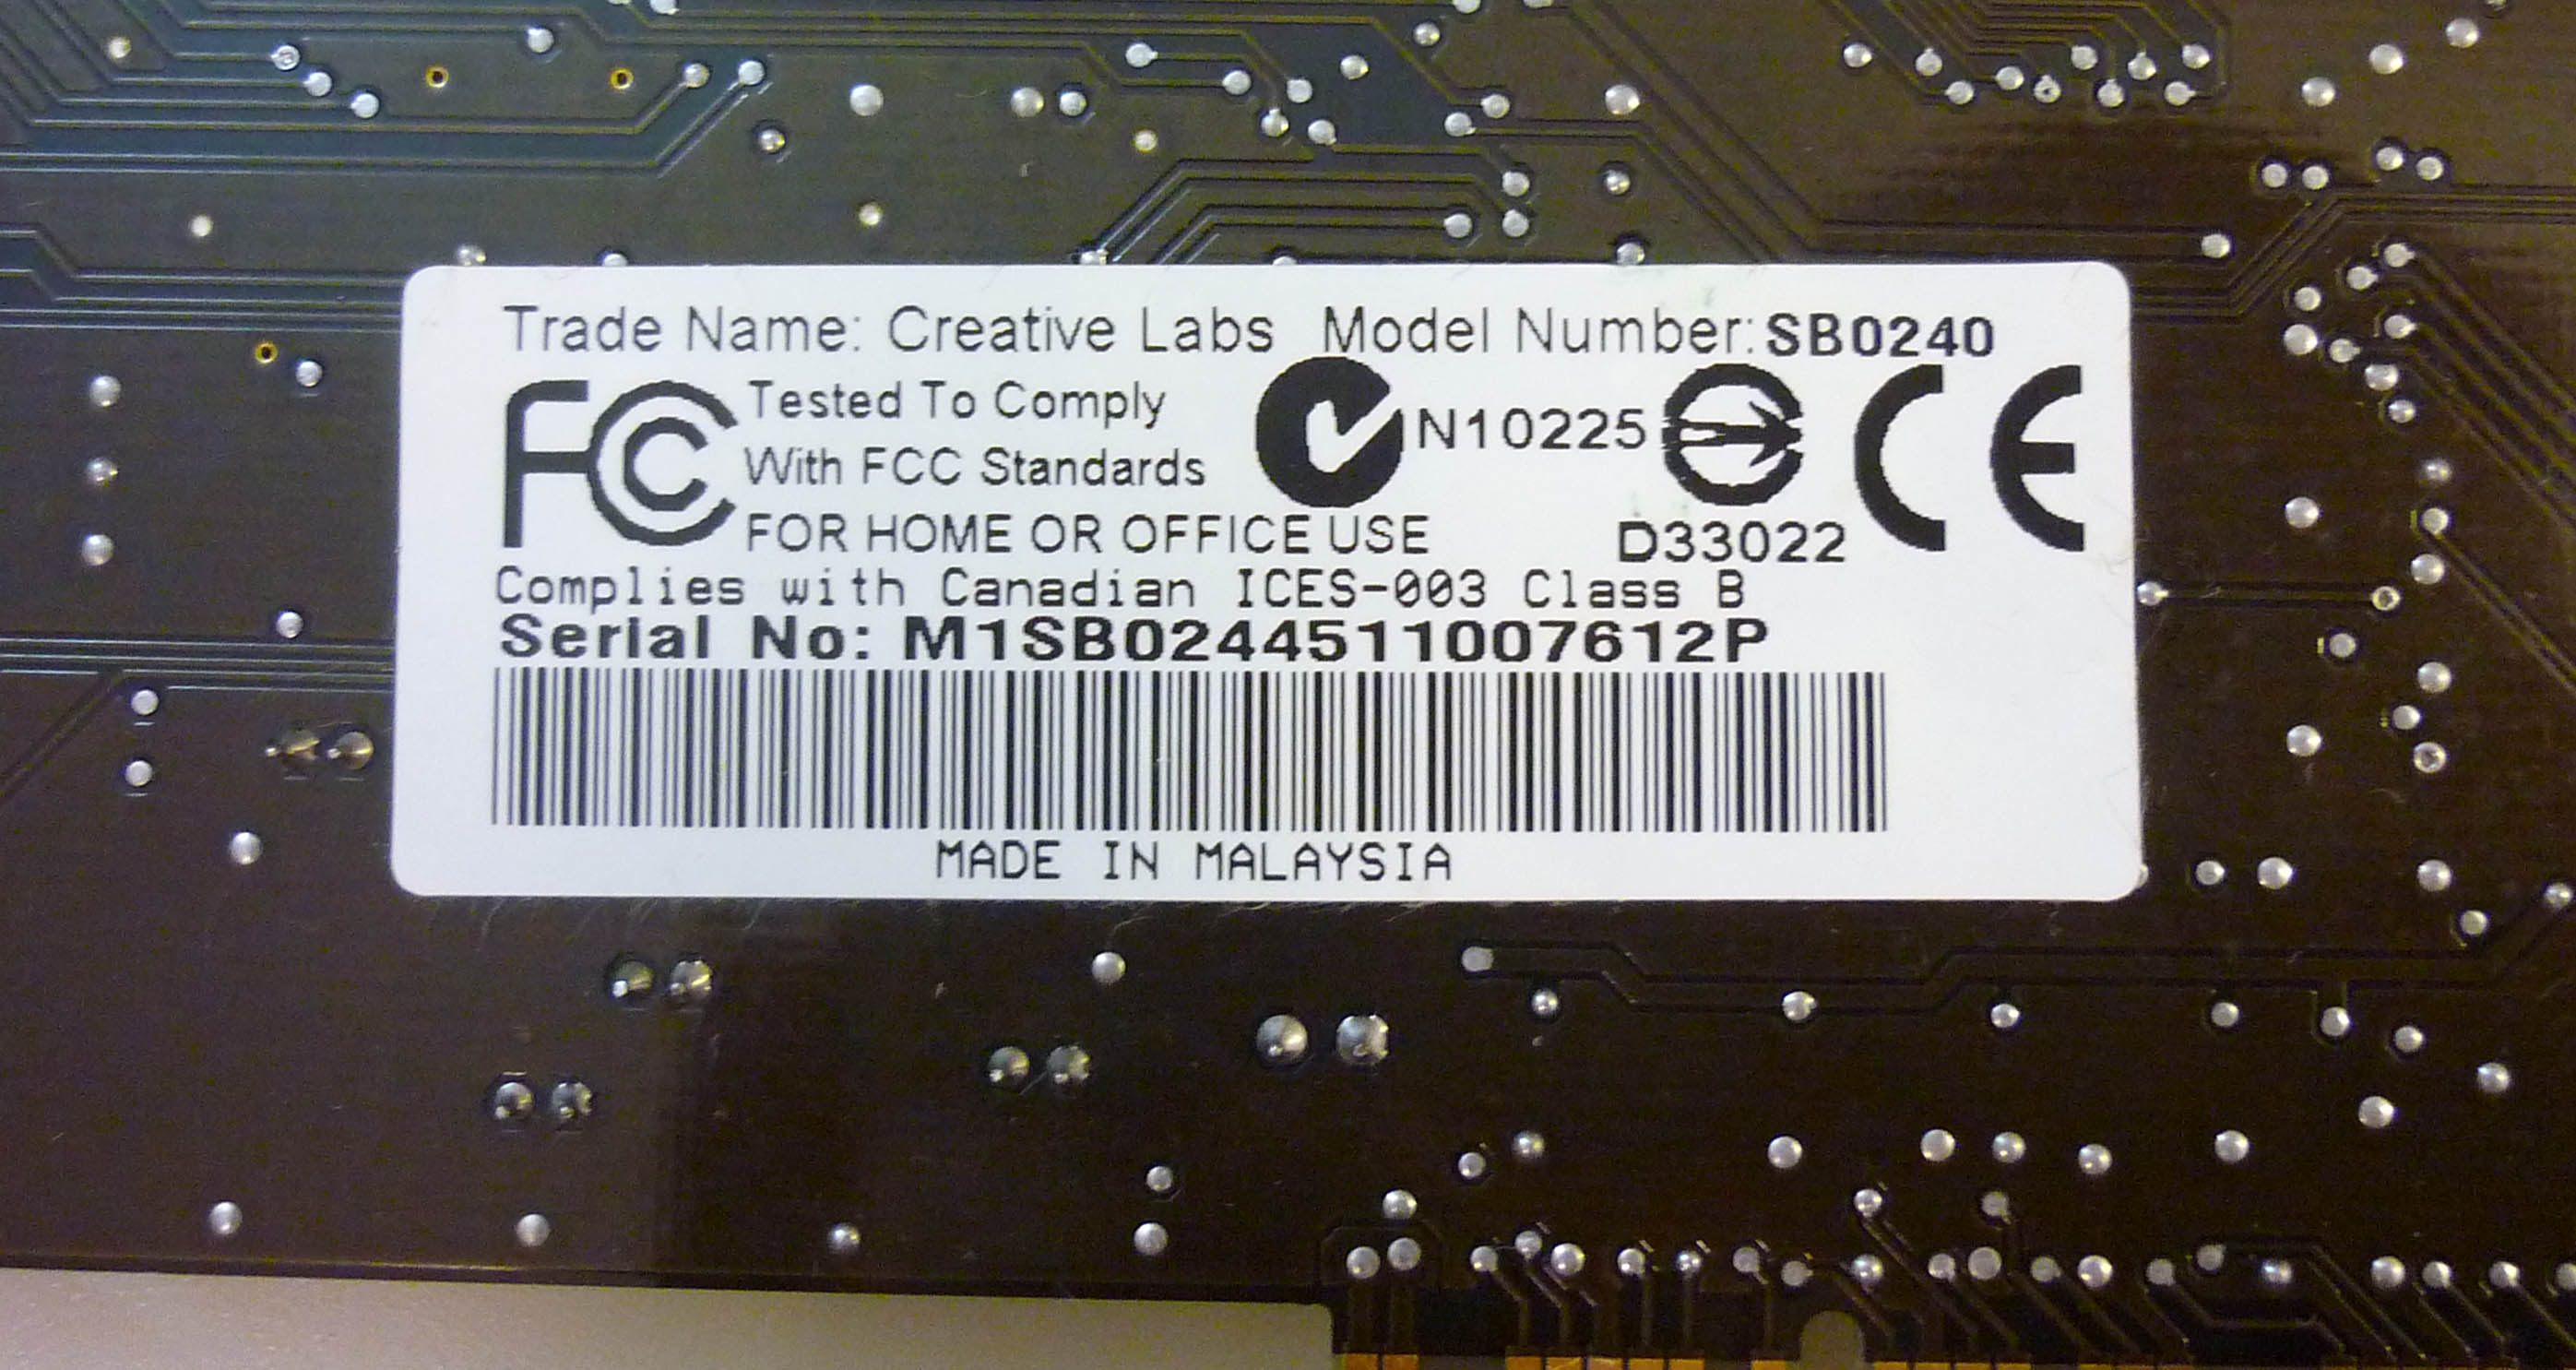 Trade Name: Creative Labs Model Number: SB0240
FCC Tested To Comply
With FCC Standards
N10225
CE
FOR HOME OR OFFICE USE
D33022
Complies with Canadian ICES-003 Class B
Serial No: M1SB0244511007612P
MADE IN MALAYSIA